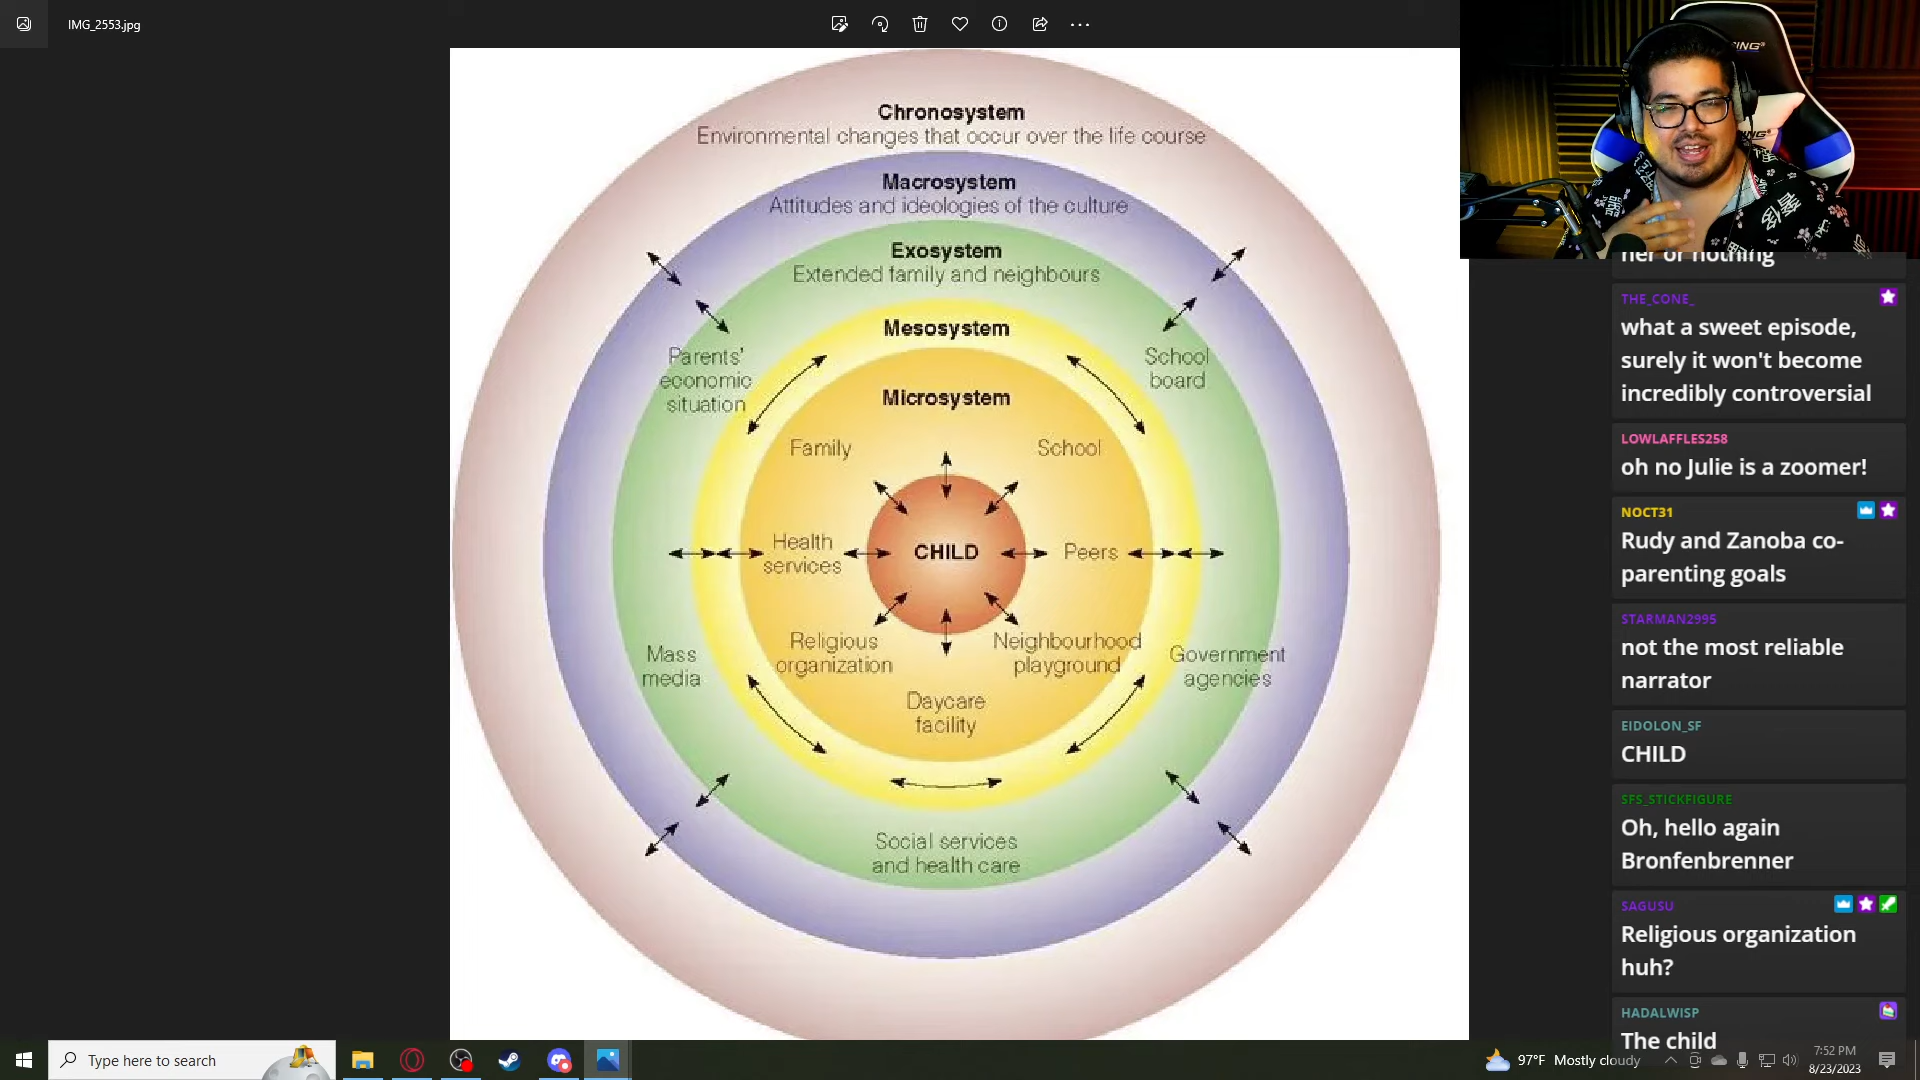 IMG_2553.jpg
Chronosystem
Environmental changes that occur over the life course
Macrosystem
Attitudes and ideologies of the culture
Exosystem
Extended family and neighbours
Mesosystem
Parents'
economic
situation
School
board
Microsystem
Family
School
Health
services
CHILD
Peers
Religious
organization
Neighbourhood
playground
Mass
media
Government
agencies
Daycare
facility
Social services
and health care
her or nothing
THE_CONE_
what a sweet episode,
surely it won't become
incredibly controversial
LOWLAFFLES258
oh no Julie is a zoomer!
NOCT31
Rudy and Zanoba co-
parenting goals
STARMAN2995
not the most reliable
narrator
EIDOLON_SF
CHILD
SFS_STICKFIGURE
Oh, hello again
Bronfenbrenner
SAGUSU
Religious organization
huh?
HADALWISP
The child
Type here to search
97°F Mostly cloudy
7:52 PM
8/23/2023